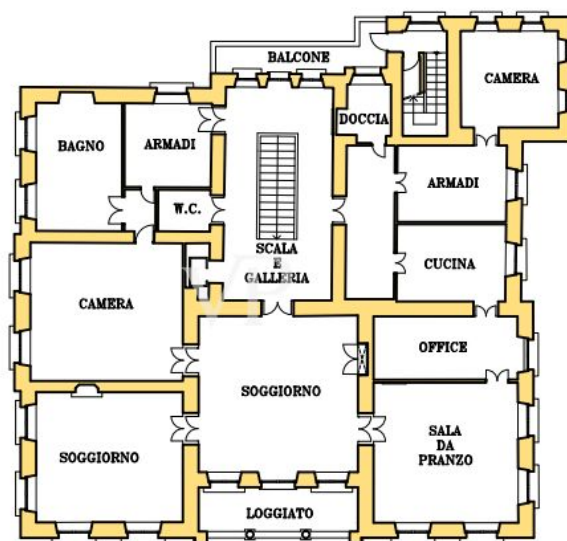 BALCONE
CAMERA
DOCCIA
BAGNO
ARMADI
ARMADI
W.C.
SCALA
E
GALLERIA
CUCINA
CAMERA
OFFICE
SOGGIORNO
SOGGIORNO
SALA
DA
PRANZO
LOGGIATO